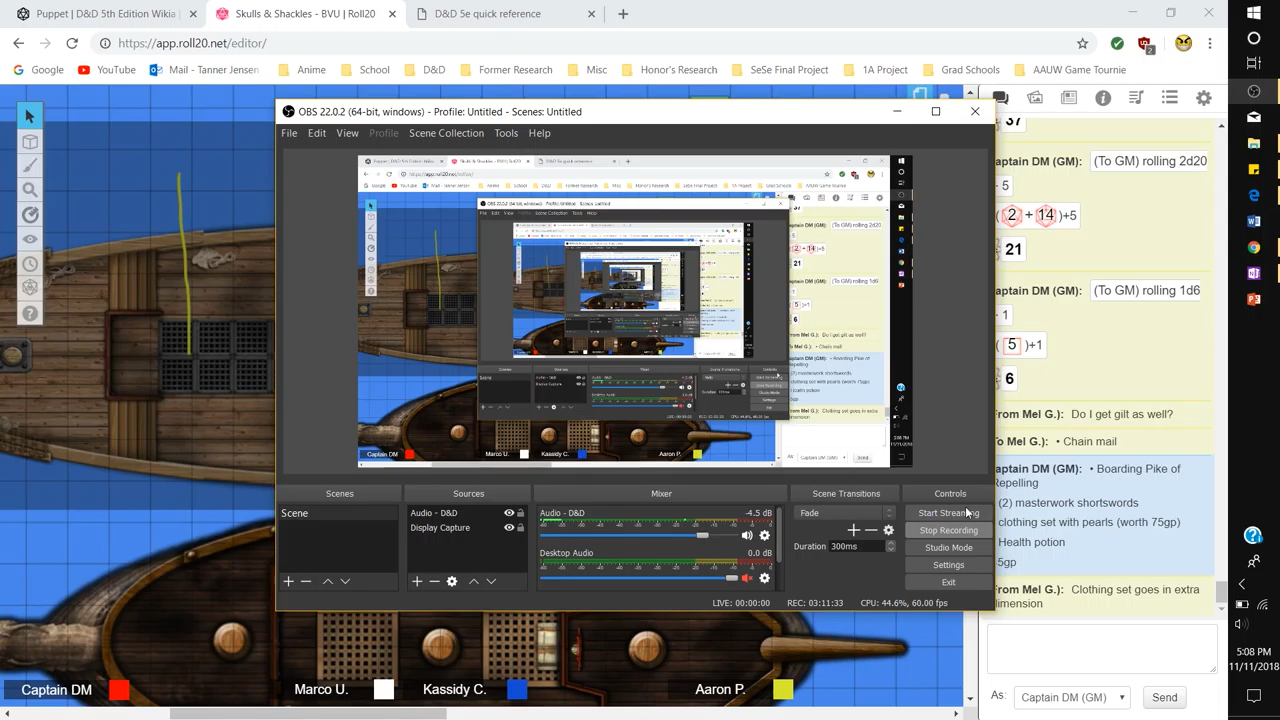 Puppet | D&D 5th Edition Wikia
Skulls & Shackles - BVU | Roll20
D&D 5e quick reference
https://app.roll20.net/editor/
2
Google
YouTube
Mail - Tanner Jensen
Anime
School
D&D
Former Research
Misc
Honor's Research
SeSe Final Project
1A Project
Grad Schools
AAUW Game Tournie
OBS 22.0.2 (64-bit, windows) - Profile: Untitled - Scenes: Untitled
File
Edit
View
Profile
Scene Collection
Tools
Help
Scenes
Sources
Mixer
Scene Transitions
Controls
Scene
Audio - D&D
Display Capture
Audio - D&D
-4.5 dB
Desktop Audio
0.0 dB
Fade
Duration
300ms
Start Streaming
Stop Recording
Studio Mode
Settings
Exit
LIVE: 00:00:00
REC: 03:11:33
CPU: 44.6%, 60.00 fps
37
aptain DM (GM):
(To GM) rolling 2d20
5
(2 + 14)+5
21
aptain DM (GM):
(To GM) rolling 1d6
1
(5)+1
6
From Mel G.): Do I get gilt as well?
To Mel G.): • Chain mail
aptain DM (GM): • Boarding Pike of
Repelling
(2) masterwork shortswords
clothing set with pearls (worth 75gp)
Health potion
5gp
From Mel G.): Clothing set goes in extra
dimension
As:
Captain DM (GM)
Send
Captain DM
Marco U.
Kassidy C.
Aaron P.
5:08 PM
11/11/2018